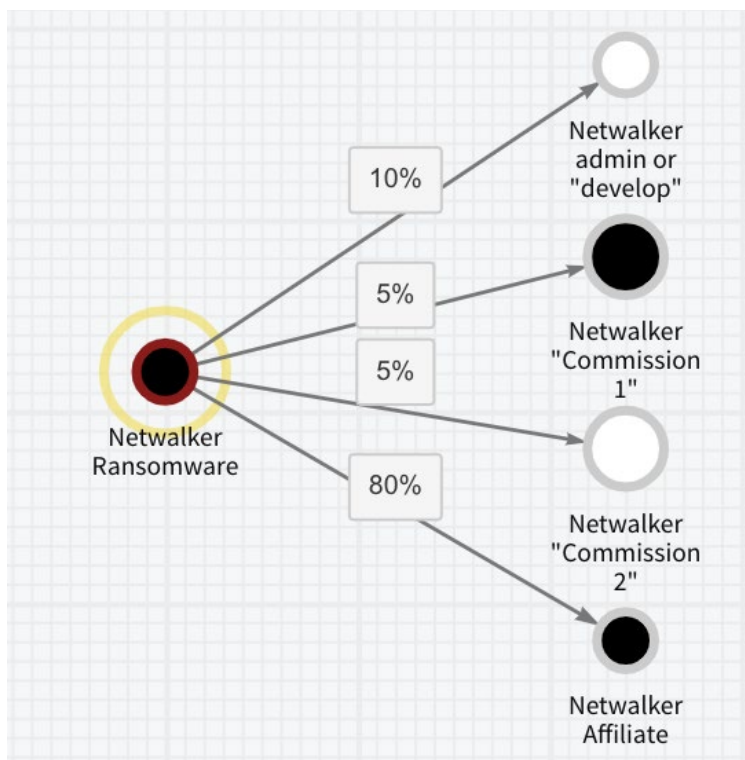 Netwalker
admin or
"develop"
10%
5%
Netwalker
"Commission
1"
5%
Netwalker
Ransomware
80%
Netwalker
"Commission
2"
Netwalker
Affiliate